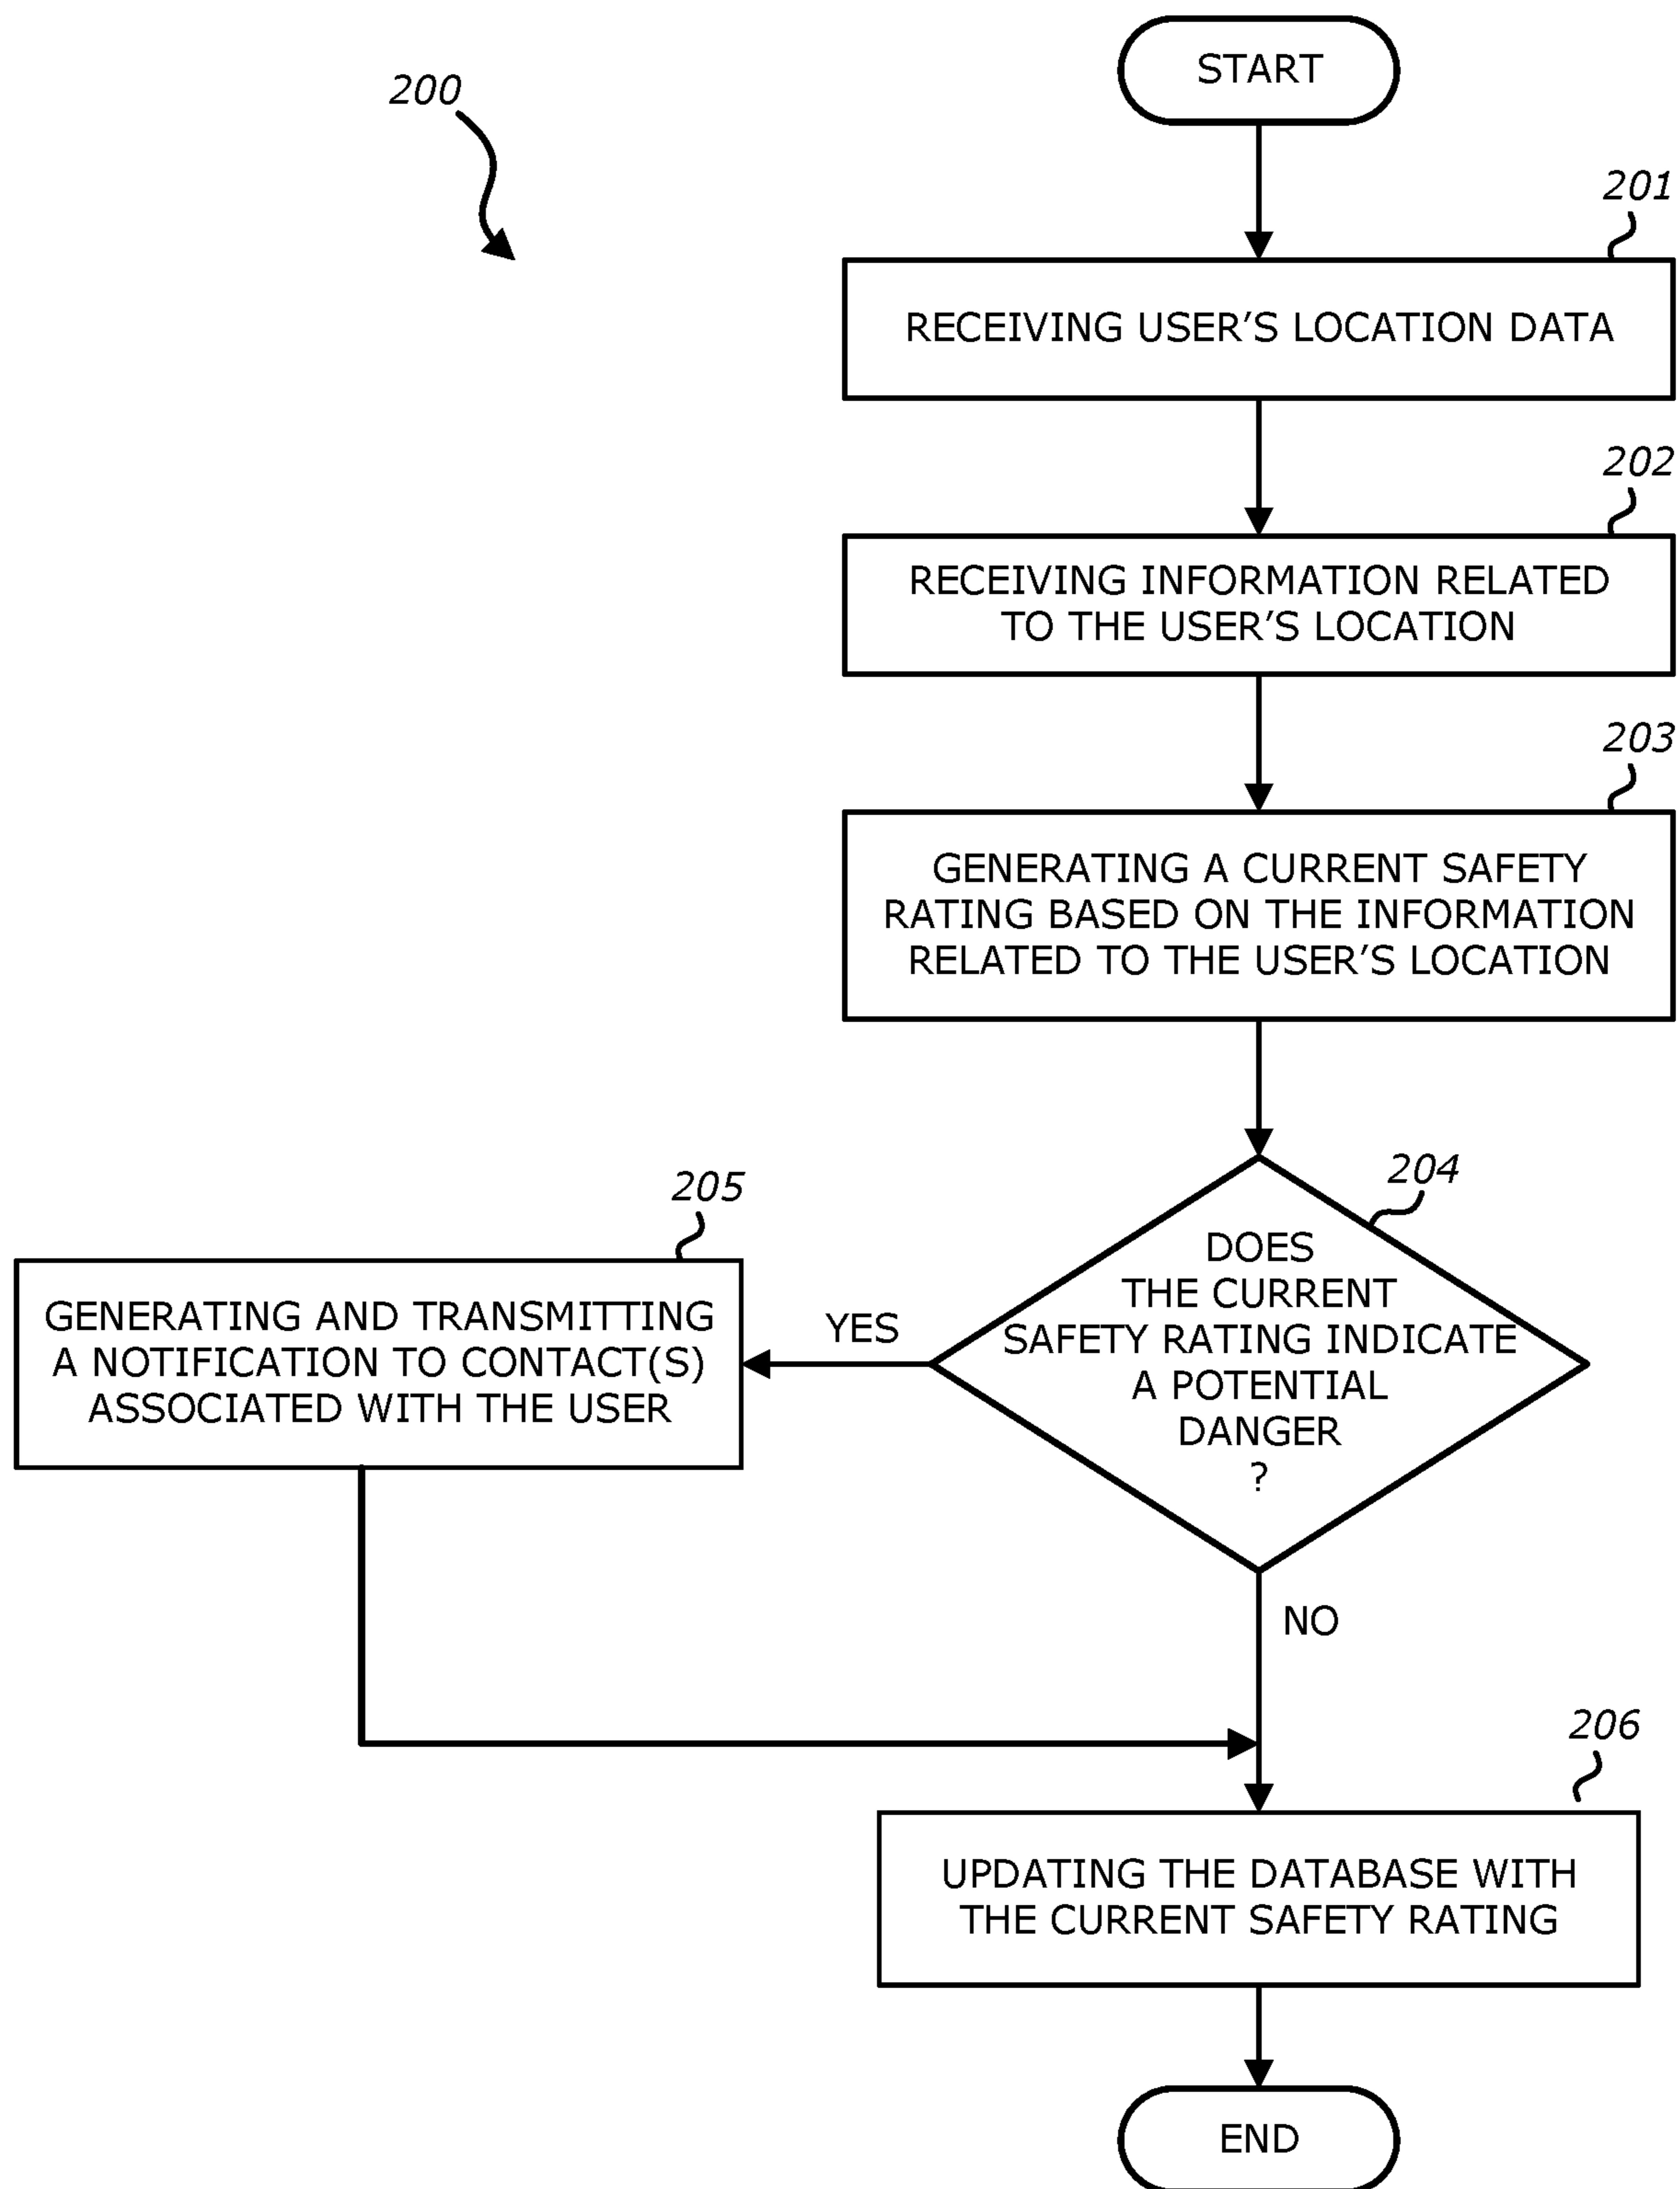 START
200
201
RECEIVING USER’S LOCATION DATA
202
RECEIVING INFORMATION RELATED
TO THE USER’S LOCATION
203
GENERATING A CURRENT SAFETY
RATING BASED ON THE INFORMATION
RELATED TO THE USER’S LOCATION
204
DOES
THE CURRENT
SAFETY RATING INDICATE
A POTENTIAL
DANGER
?
YES
205
GENERATING AND TRANSMITTING
A NOTIFICATION TO CONTACT(S)
ASSOCIATED WITH THE USER
NO
206
UPDATING THE DATABASE WITH
THE CURRENT SAFETY RATING
END